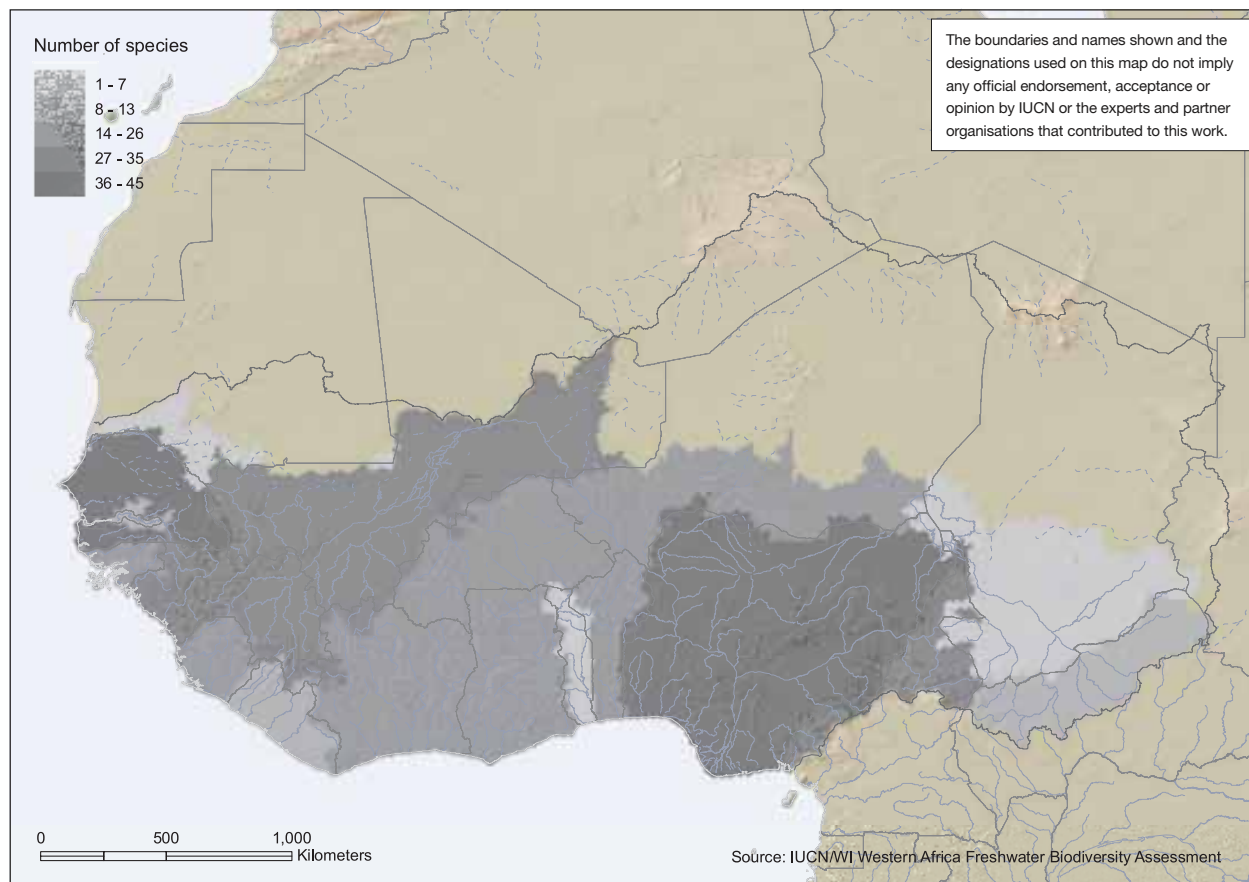 Number of species
1 - 7
8 - 13
14 - 26
27 - 35
36 - 45
The boundaries and names shown and the
designations used on this map do not imply
any official endorsement, acceptance or
opinion by IUCN or the experts and partner
organisations that contributed to this work.
0 500 1,000
Kilometers
Source: IUCN/WI Western Africa Freshwater Biodiversity Assessment